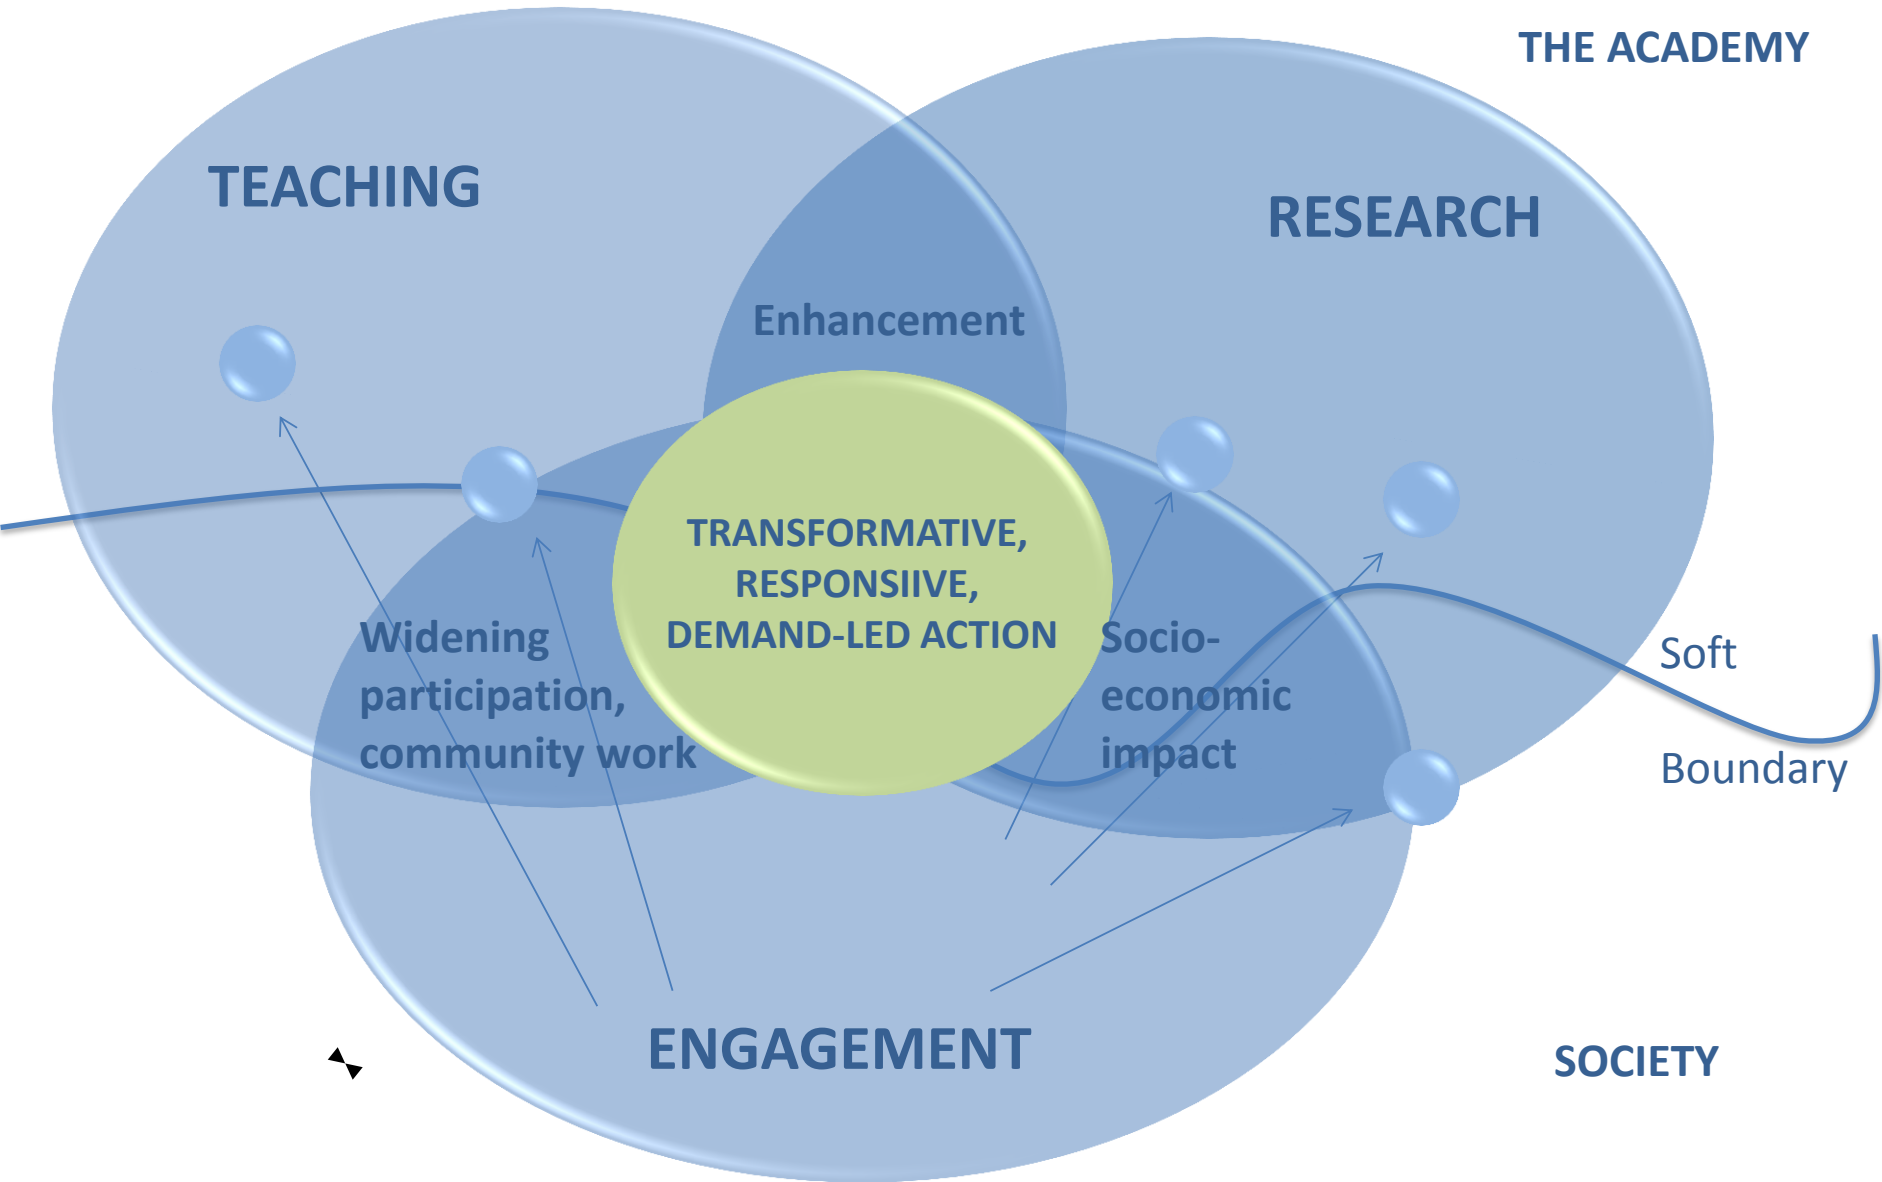 THE ACADEMY
TEACHING
RESEARCH
Enhancement
TRANSFORMATIVE,
RESPONSIIVE,
DEMAND-LED ACTION
Widening
participation,
community work
Socio-
economic
impact
Soft
Boundary
ENGAGEMENT
SOCIETY